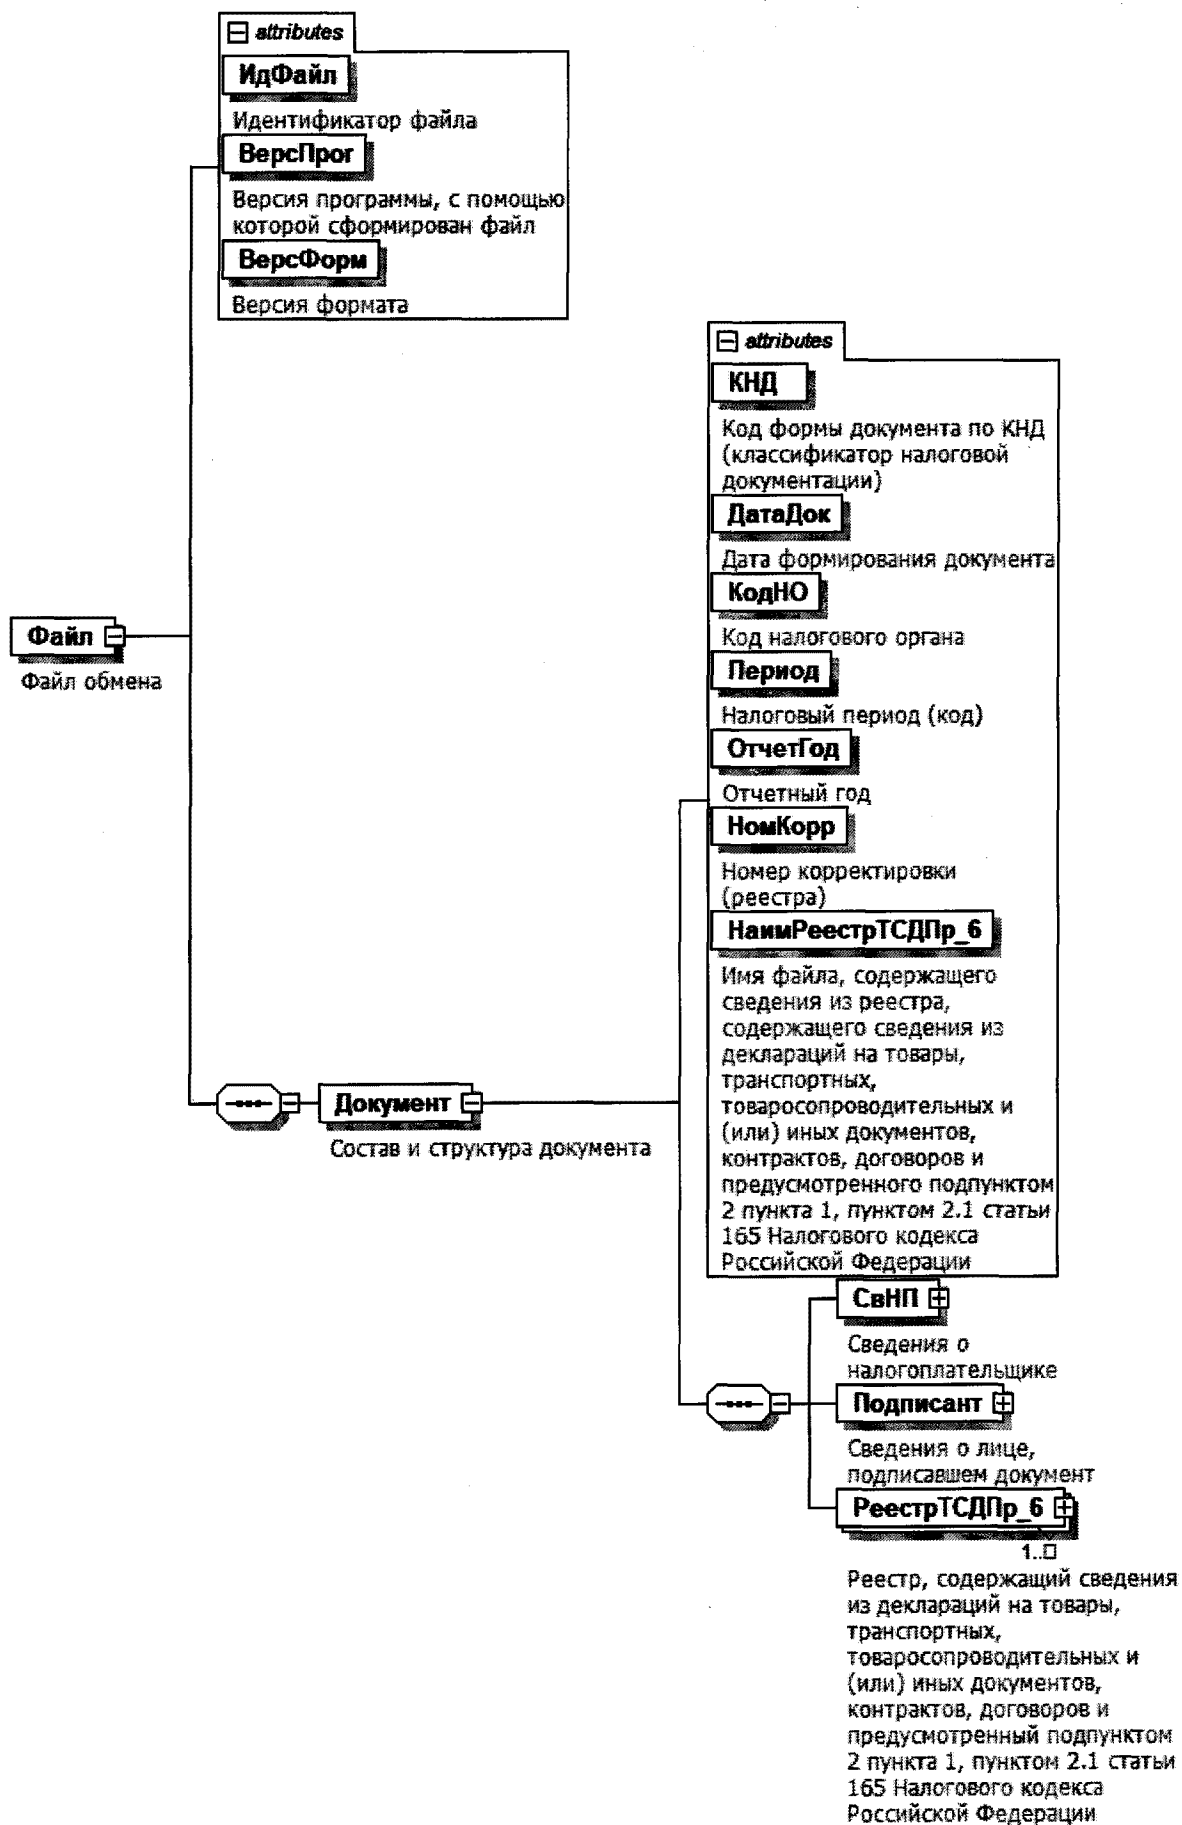 attributes
ИдФайл
Идентификатор файла
ВерсПрог
Версия программы, с помощью
которой сформирован файл
ВерсФорм
Версия формата
attributes
КНД
Код формы документа по КНД
(классификатор налоговой
документации)
ДатаДок
Дата формирования документа
КодНО
Код налогового органа
Период
Налоговый период (код)
ОтчетГод
Отчетный год
НомКорр
Номер корректировки
(реестра)
НаимРеестрТСДПр_6
Имя файла, содержащего
сведения из реестра,
содержащего сведения из
деклараций на товары,
транспортных,
товаросопроводительных и
(или) иных документов,
контрактов, договоров и
предусмотренного подпунктом
2 пункта 1, пунктом 2.1 статьи
165 Налогового кодекса
Российской Федерации
Файл
Файл обмена
Документ
Состав и структура документа
СвНП
Сведения о
налогоплательщике
Подписант
Сведения о лице,
подписавшем документ
РеестрТСДПр_6
1..□
Реестр, содержащий сведения
из деклараций на товары,
транспортных,
товаросопроводительных и
(или) иных документов,
контрактов, договоров и
предусмотренный подпунктом
2 пункта 1, пунктом 2.1 статьи
165 Налогового кодекса
Российской Федерации